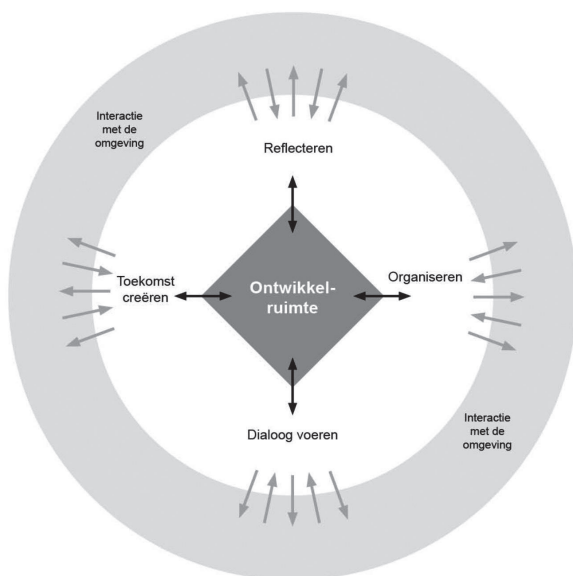 Interactie
met de
omgeving
Reflecteren
Toekomst
creëren
Ontwikkel-
ruimte
Organiseren
Dialoog voeren
Interactie
met de
omgeving